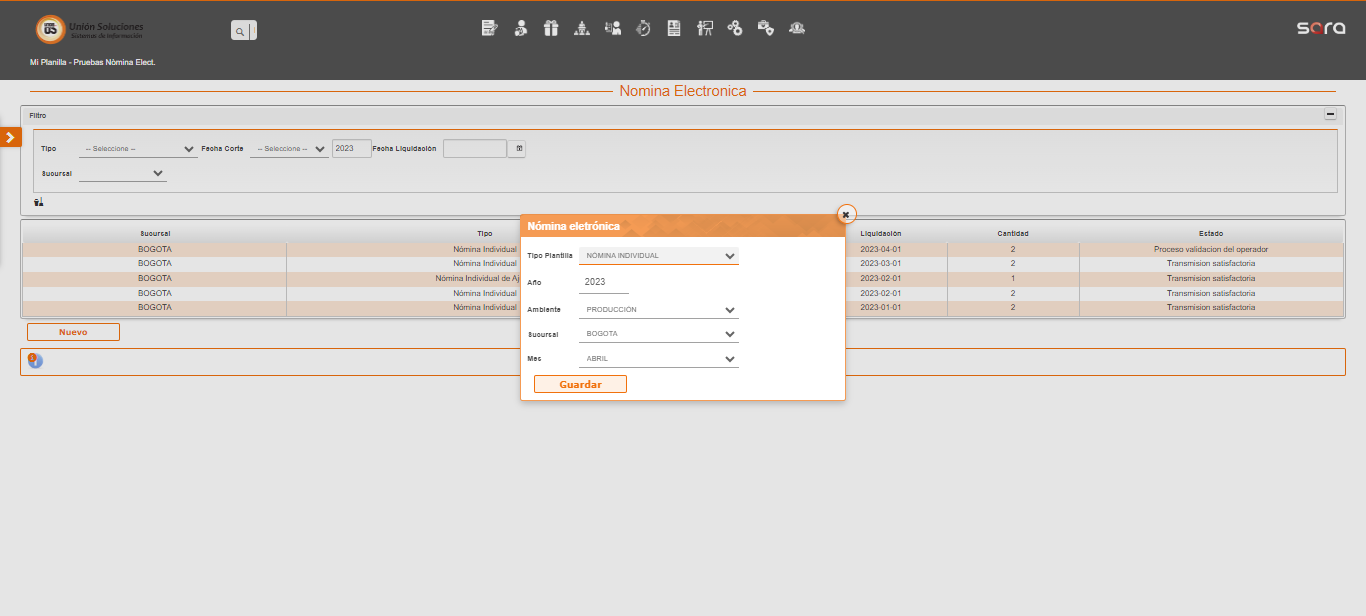 Unión Soluciones
Sistemas de Información
sora
Mi Planilla - Pruebas Nómina Elect.
Nomina Electronica
Filtro
Tipo -- Seleccione -- Fecha Corte -- Seleccione -- 2023 Fecha Liquidación
Sucursal
Sucursal Tipo Liquidación Cantidad Estado
BOGOTA Nómina Individual 2023-04-01 2 Proceso validacion del operador
BOGOTA Nómina Individual 2023-03-01 2 Transmision satisfactoria
BOGOTA Nómina Individual de Aj 2023-02-01 1 Transmision satisfactoria
BOGOTA Nómina Individual 2023-02-01 2 Transmision satisfactoria
BOGOTA Nómina Individual 2023-01-01 2 Transmision satisfactoria
Nuevo
Nómina eletrónica
Tipo Plantilla NÓMINA INDIVIDUAL
Año 2023
Ambiente PRODUCCIÓN
Sucursal BOGOTA
Mes ABRIL
Guardar